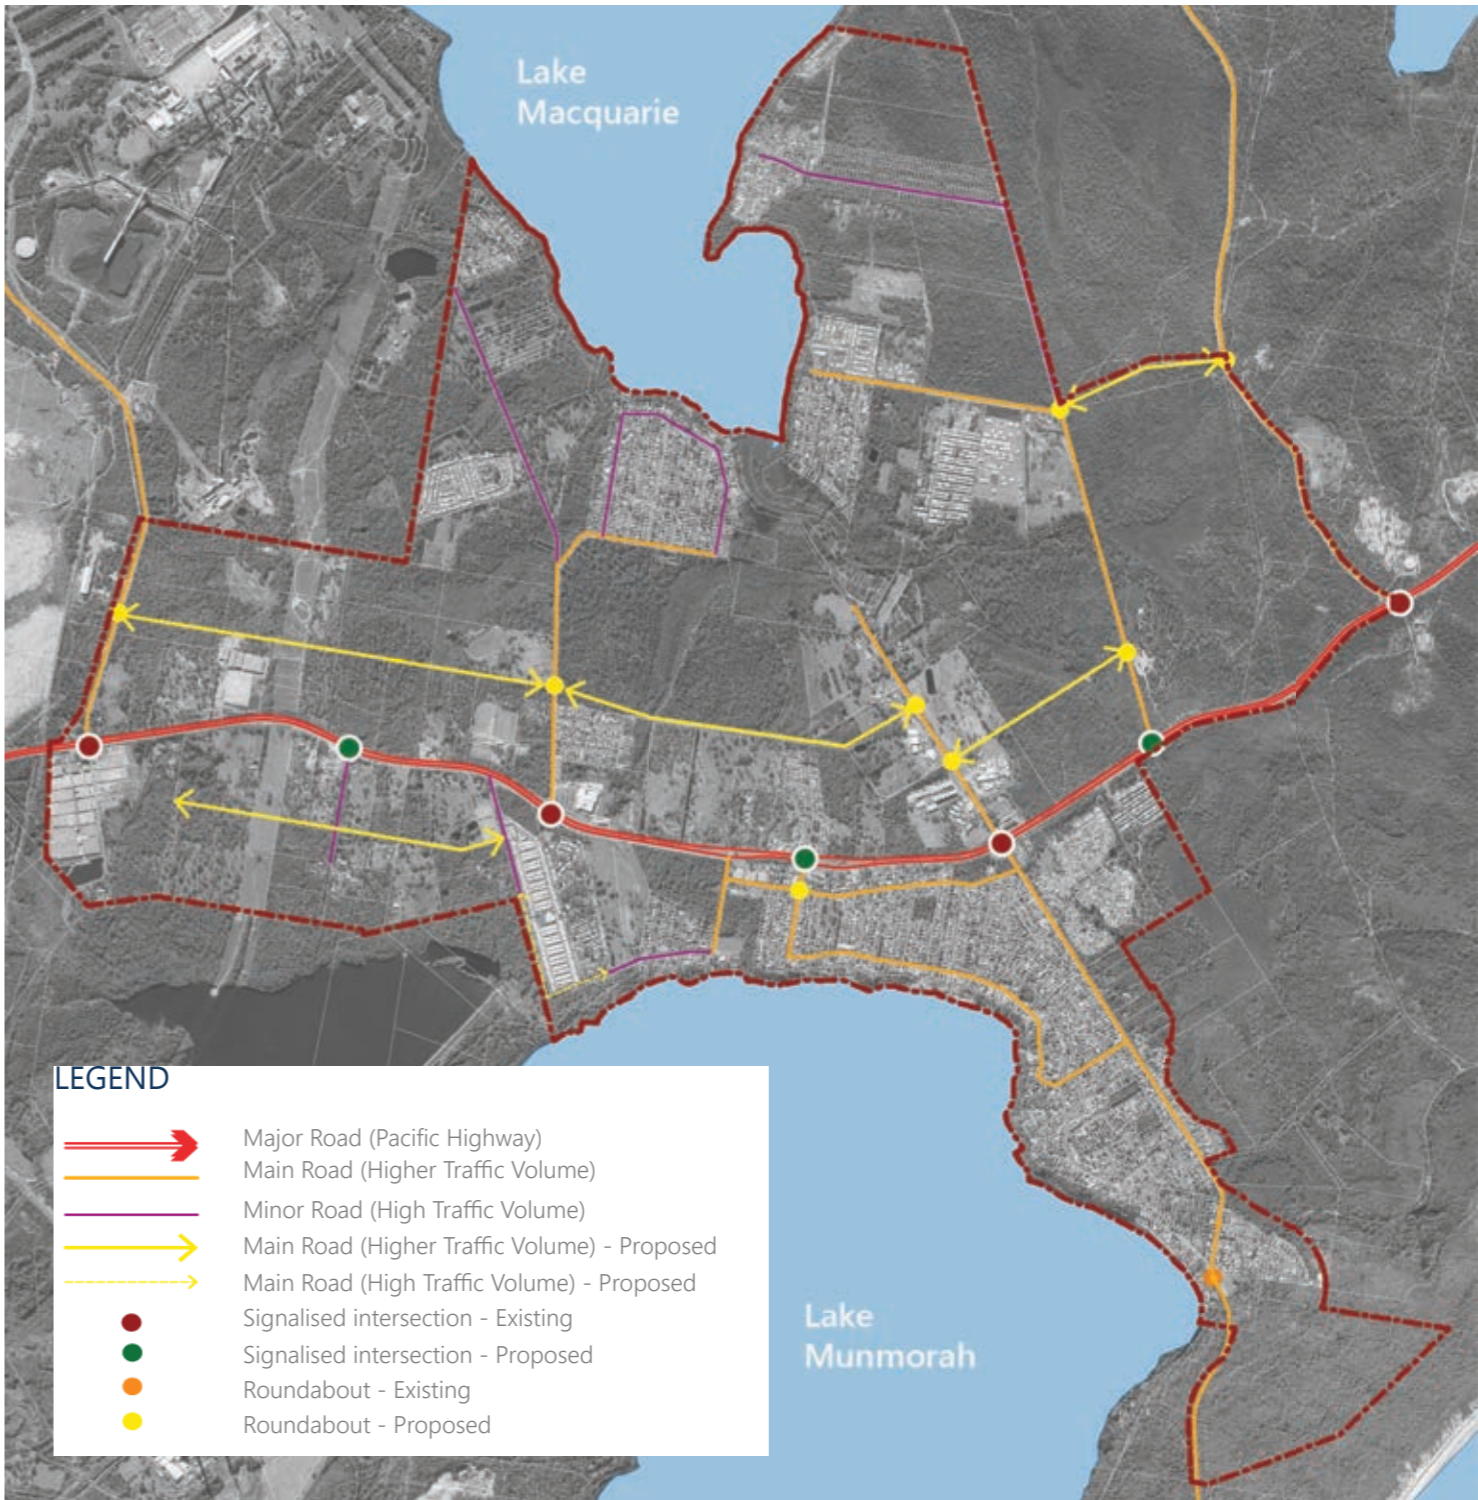 Lake
Macquarie
LEGEND
Major Road (Pacific Highway)
Main Road (Higher Traffic Volume)
Minor Road (High Traffic Volume)
Main Road (Higher Traffic Volume) - Proposed
Main Road (High Traffic Volume) - Proposed
Signalised intersection - Existing
Signalised intersection - Proposed
Roundabout - Existing
Roundabout - Proposed
Lake
Munmorah